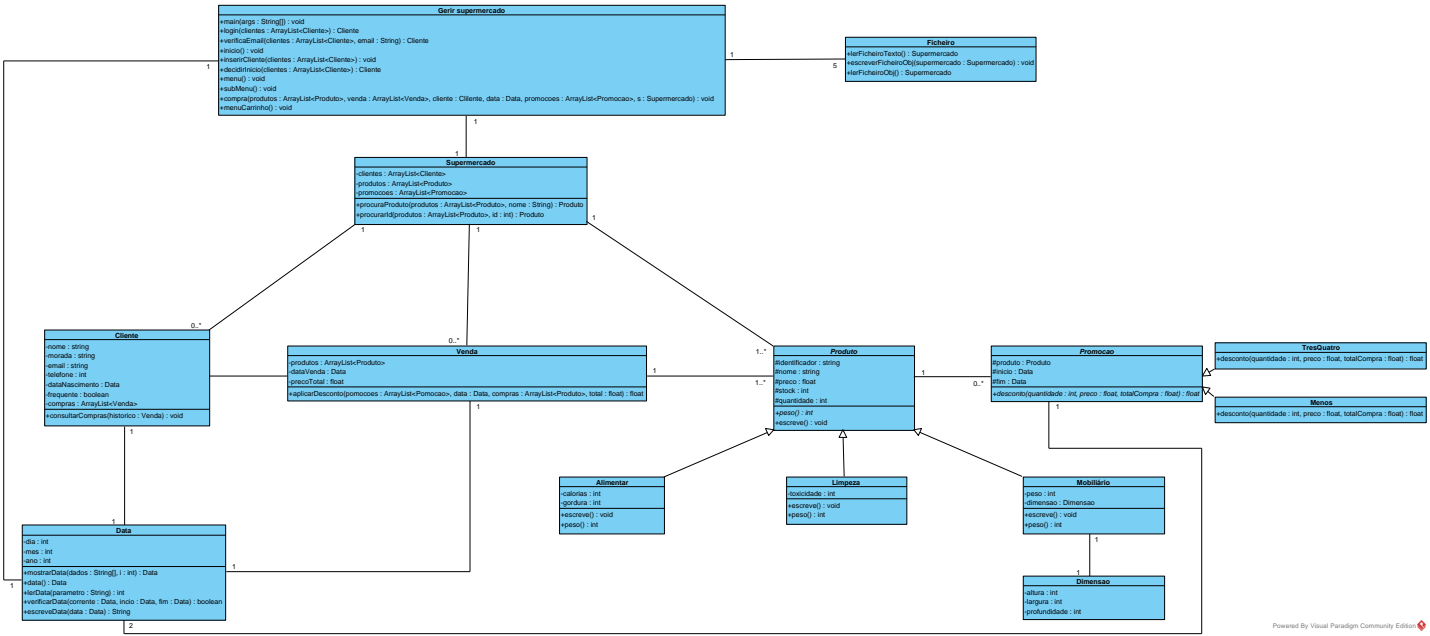 Gerir supermercado
+main(args : String[]) : void
+login(clientes : ArrayList<Cliente>) : Cliente
+verificaEmail(clientes : ArrayList<Cliente>, email : String) : Cliente
+inicio() : void
+inserirCliente(clientes : ArrayList<Cliente>) : void
+decidirInicio(clientes : ArrayList<Cliente>) : Cliente
+menu() : void
+subMenu() : void
+compra(produtos : ArrayList<Produto>, venda : ArrayList<Venda>, cliente : Clilente, data : Data, promocoes : ArrayList<Promocao>, s : Supermercado) : void
+menuCarrinho() : void
1
1
5
Ficheiro
+lerFicheiroTexto() : Supermercado
+escreverFicheiroObj(supermercado : Supermercado) : void
+lerFicheiroObj() : Supermercado
1
1
Supermercado
-clientes : ArrayList<Cliente>
-produtos : ArrayList<Produto>
-promocoes : ArrayList<Promocao>
+procuraProduto(produtos : ArrayList<Produto>, nome : String) : Produto
+procurarId(produtos : ArrayList<Produto>, id : int) : Produto
1
1
1
0..*
0..*
1..*
Cliente
-nome : string
-morada : string
-email : string
-telefone : int
-dataNascimento : Data
-frequente : boolean
-compras : ArrayList<Venda>
+consultarCompras(historico : Venda) : void
1
Venda
-produtos : ArrayList<Produto>
-dataVenda : Data
-precoTotal : float
+aplicarDesconto(pomocoes : ArrayList<Pomocao>, data : Data, compras : ArrayList<Produto>, total : float) : float
1
1
1..*
Produto
#identificador : string
#nome : string
#preco : float
#stock : int
#quantidade : int
+peso() : int
+escreve() : void
1
0..*
Promocao
#produto : Produto
#inicio : Data
#fim : Data
+desconto(quantidade : int, preco : float, totalCompra : float) : float
1
TresQuatro
+desconto(quantidade : int, preco : float, totalCompra : float) : float
Menos
+desconto(quantidade : int, preco : float, totalCompra : float) : float
Alimentar
-calorias : int
-gordura : int
+escreve() : void
+peso() : int
Limpeza
-toxicidade : int
+escreve() : void
+peso() : int
Mobiliário
-peso : int
-dimensao : Dimensao
+escreve() : void
+peso() : int
1
1
Dimensao
-altura : int
-largura : int
-profundidade : int
1
Data
-dia : int
-mes : int
-ano : int
+mostrarData(dados : String[], i : int) : Data
+data() : Data
+lerData(parametro : String) : int
+verificarData(corrente : Data, incio : Data, fim : Data) : boolean
+escreveData(data : Data) : String
1
1
2
Powered By Visual Paradigm Community Edition